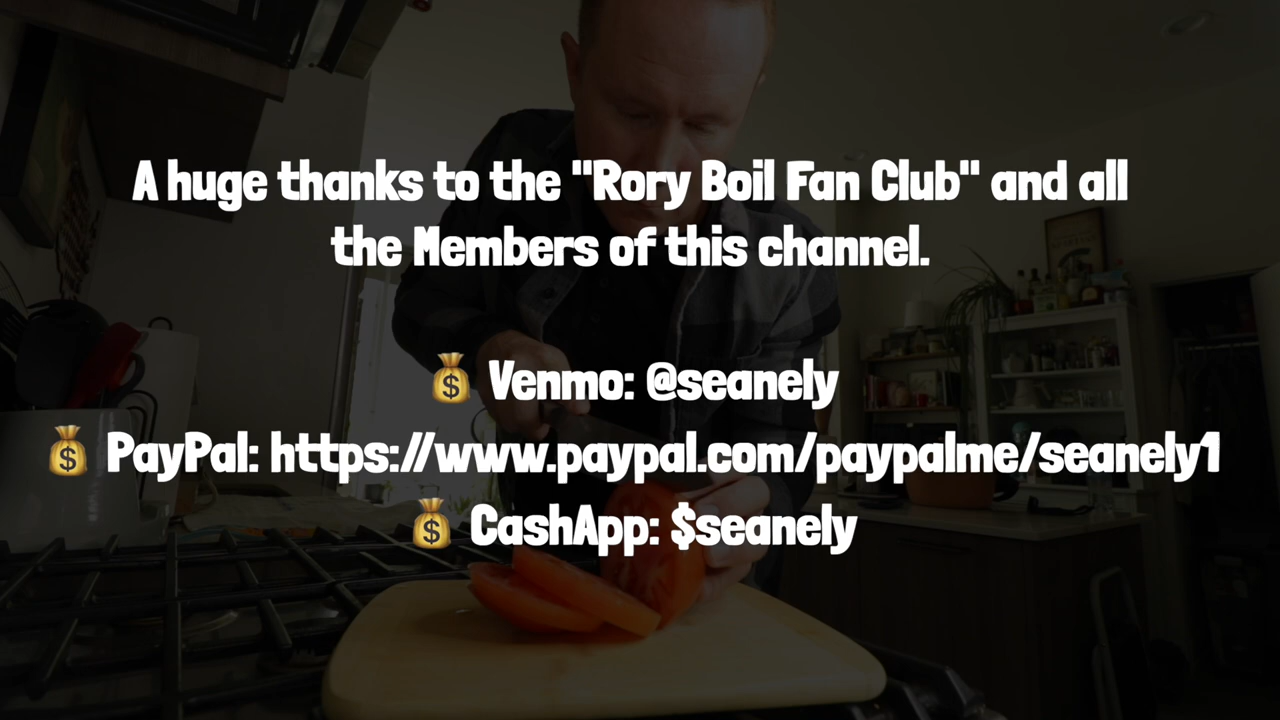 A huge thanks to the "Rory Boil Fan Club" and all
the Members of this channel.
💰 Venmo: @seanely
💰 PayPal: https://www.paypal.com/paypalme/seanely1
💰 CashApp: $seanely